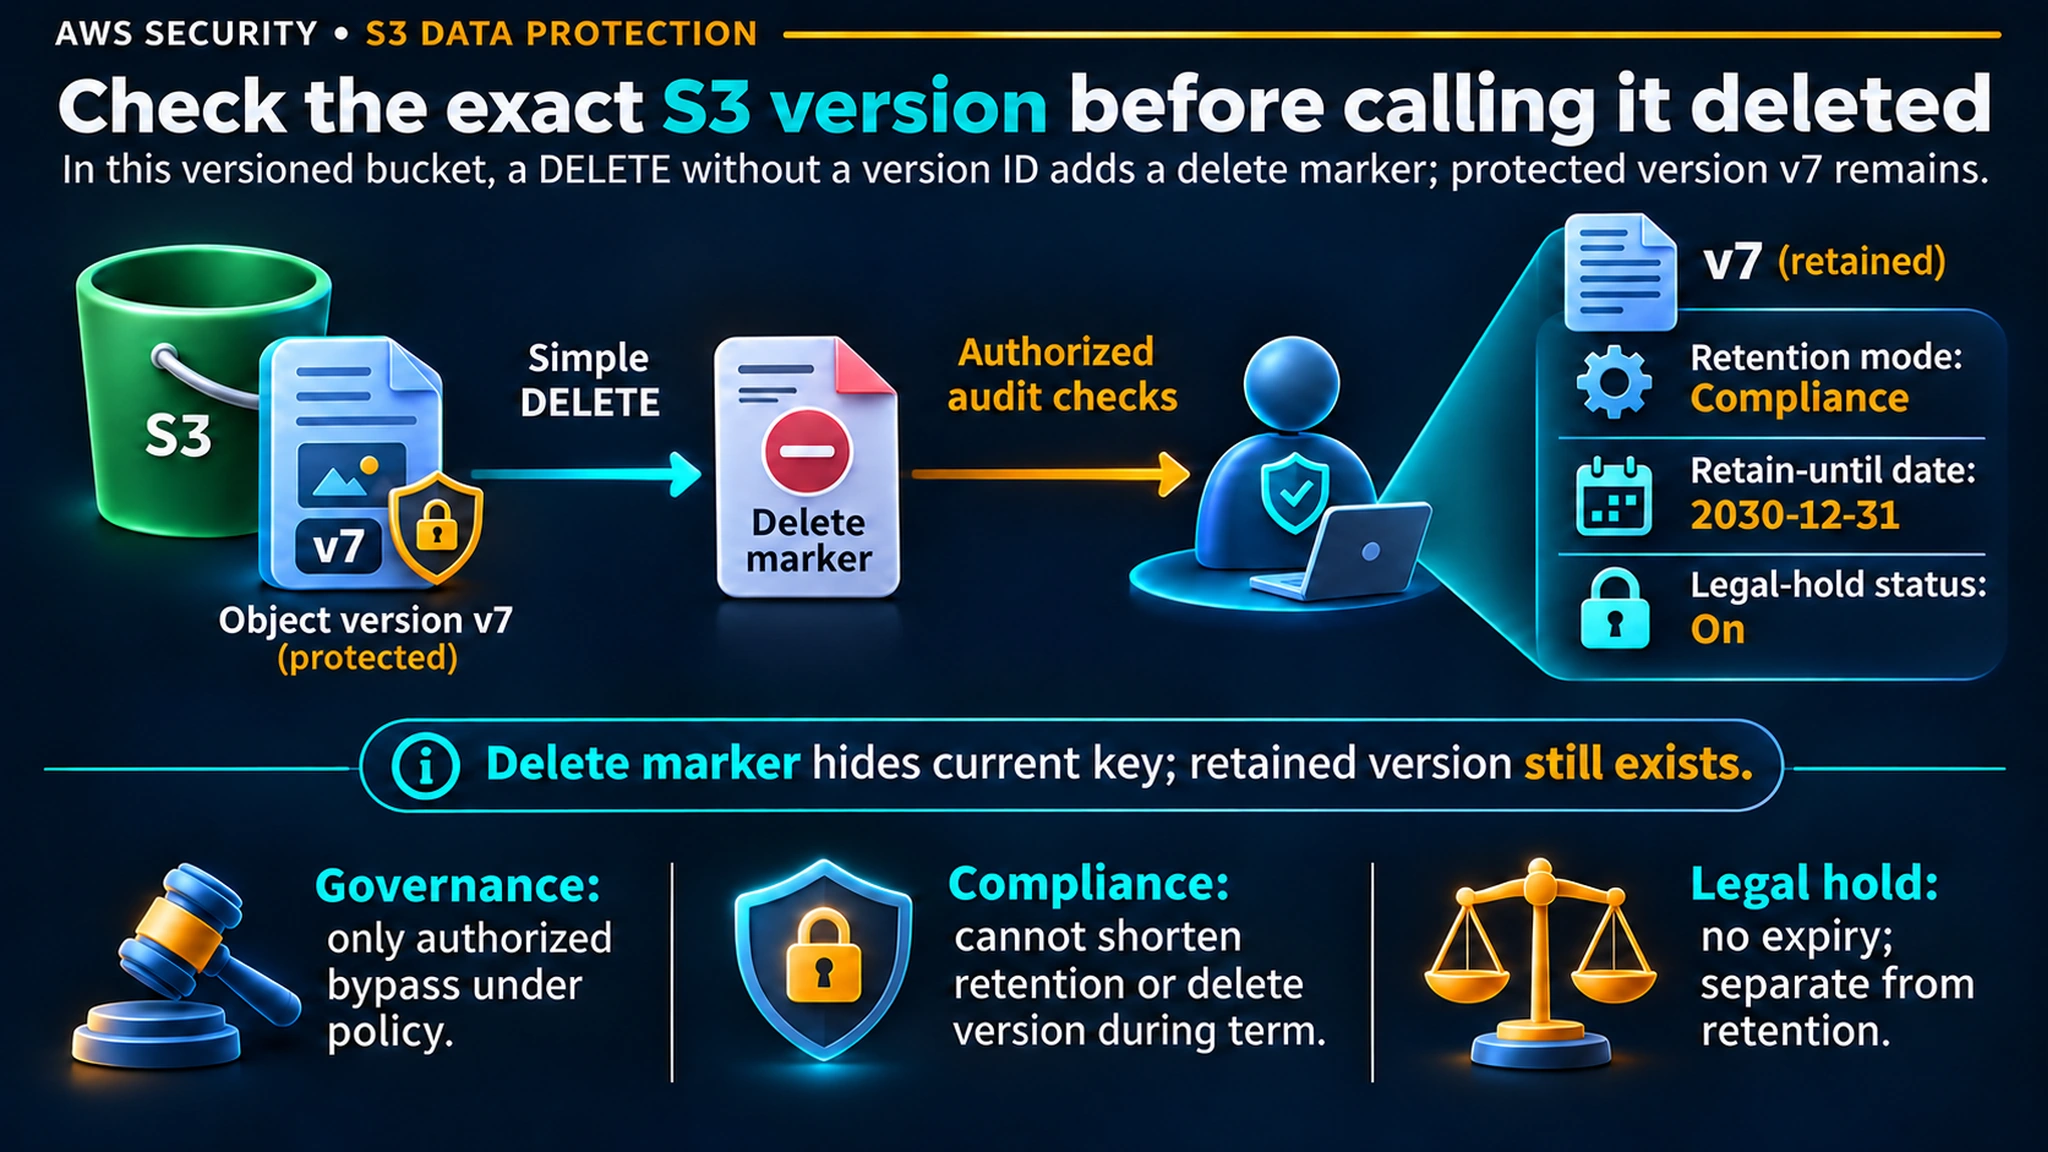 AWS SECURITY • S3 DATA PROTECTION
Check the exact S3 version before calling it deleted
In this versioned bucket, a DELETE without a version ID adds a delete marker; protected version v7 remains.
S3
v7
Object version v7
(protected)
Simple
DELETE
Delete
marker
Authorized
audit checks
v7 (retained)
Retention mode:
Compliance
Retain-until date:
2030-12-31
Legal-hold status:
On
Delete marker hides current key; retained version still exists.
Governance:
only authorized
bypass under
policy.
Compliance:
cannot shorten
retention or delete
version during term.
Legal hold:
no expiry;
separate from
retention.